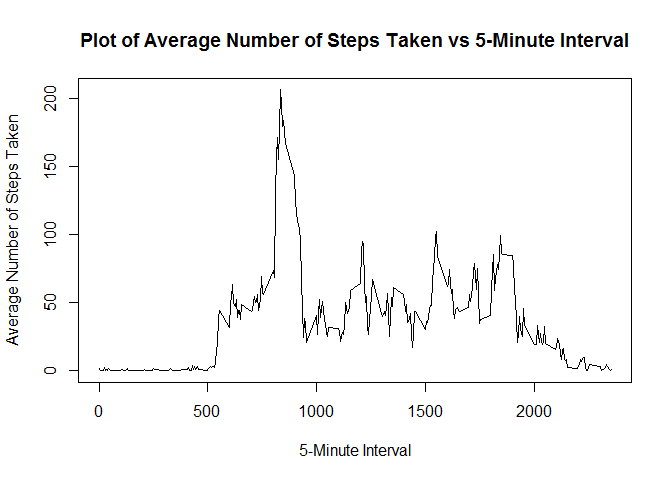 Plot of Average Number of Steps Taken vs 5-Minute Interval
Average Number of Steps Taken
200
150
100
50
0
0 500 1000 1500 2000
5-Minute Interval